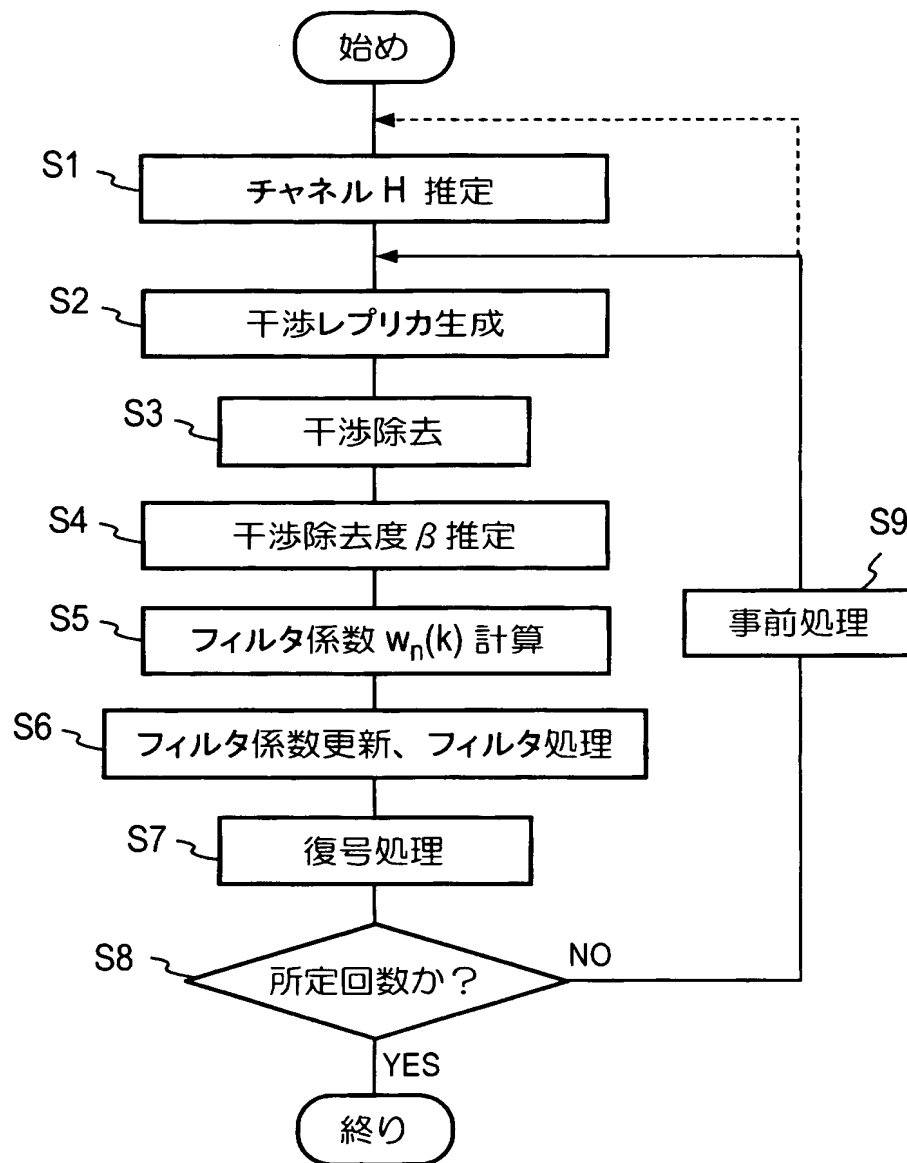 始め
S1
チャネル H 推定
S2
干渉レプリカ生成
S3
干渉除去
S4
干渉除去度 β 推定
S5
フィルタ係数 wn(k) 計算
S6
フィルタ係数更新、フィルタ処理
S7
復号処理
S8
所定回数か？
NO
S9
事前処理
YES
終り